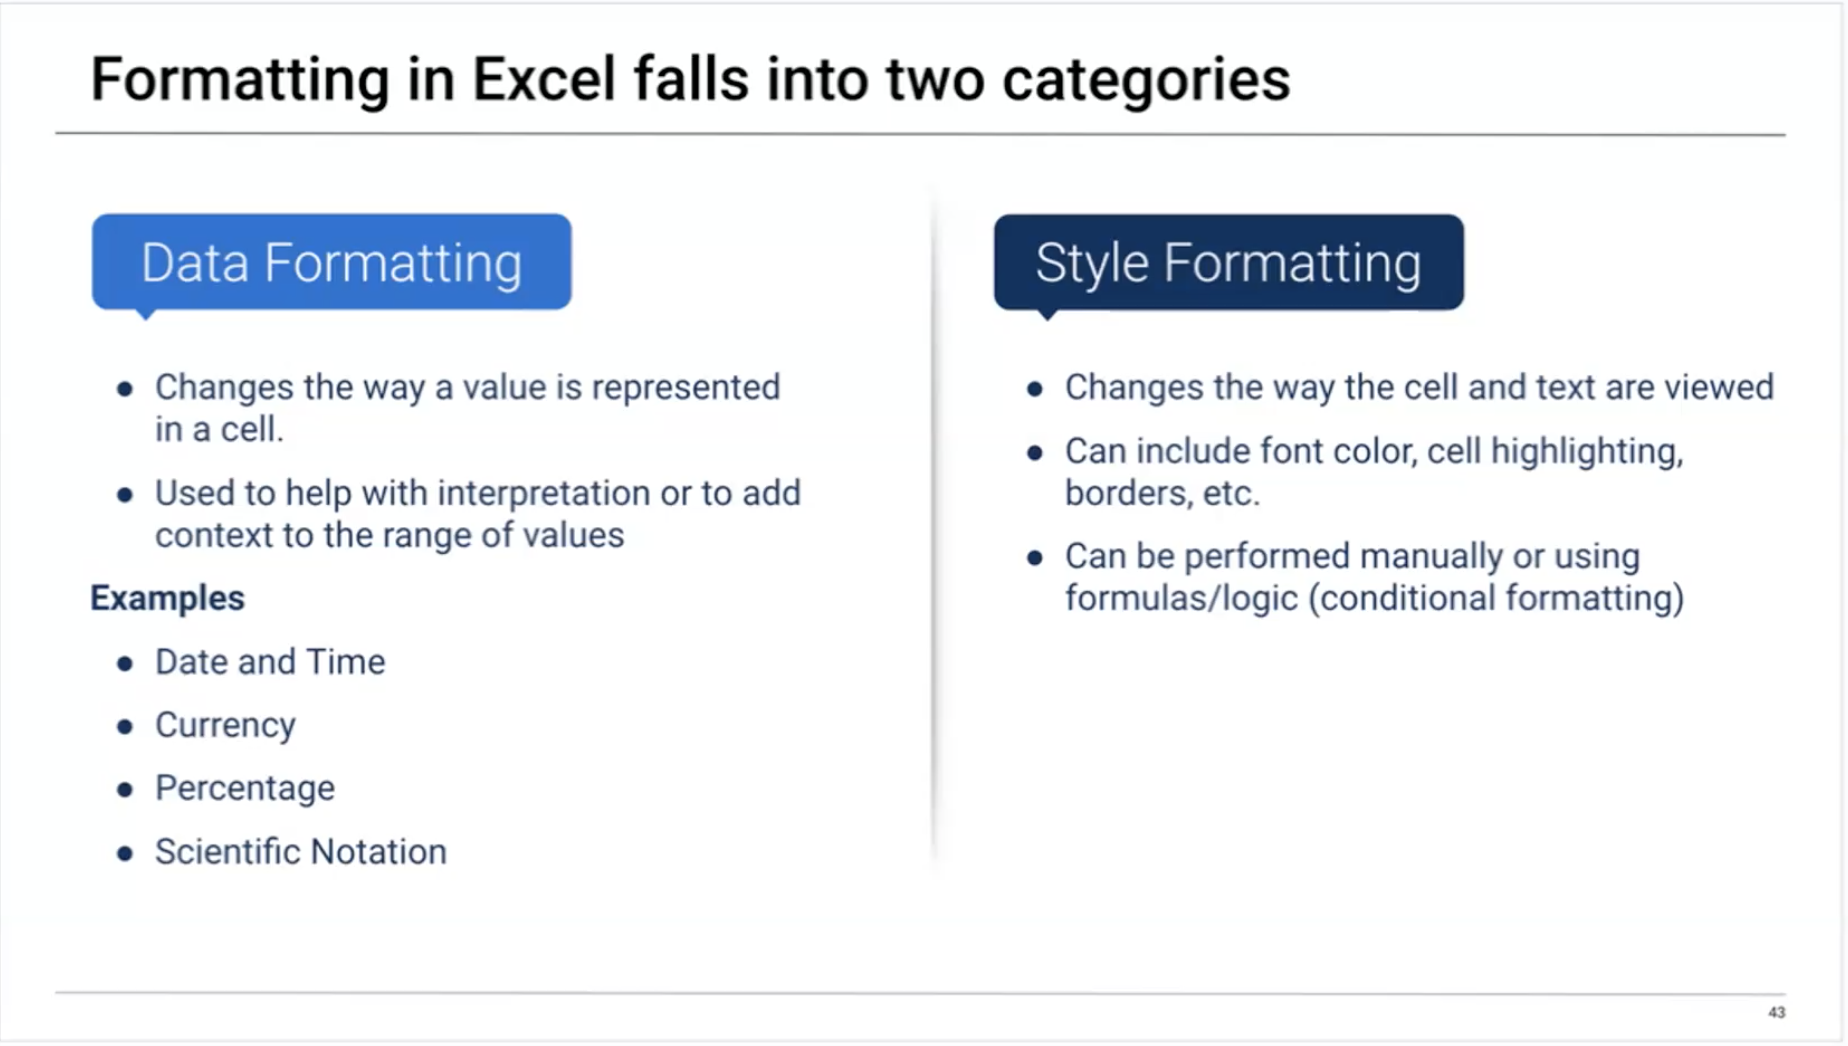 Formatting in Excel falls into two categories
Data Formatting
● Changes the way a value is represented
in a cell.
● Used to help with interpretation or to add
context to the range of values
Examples
● Date and Time
● Currency
● Percentage
● Scientific Notation
Style Formatting
● Changes the way the cell and text are viewed
● Can include font color, cell highlighting,
borders, etc.
● Can be performed manually or using
formulas/logic (conditional formatting)
43